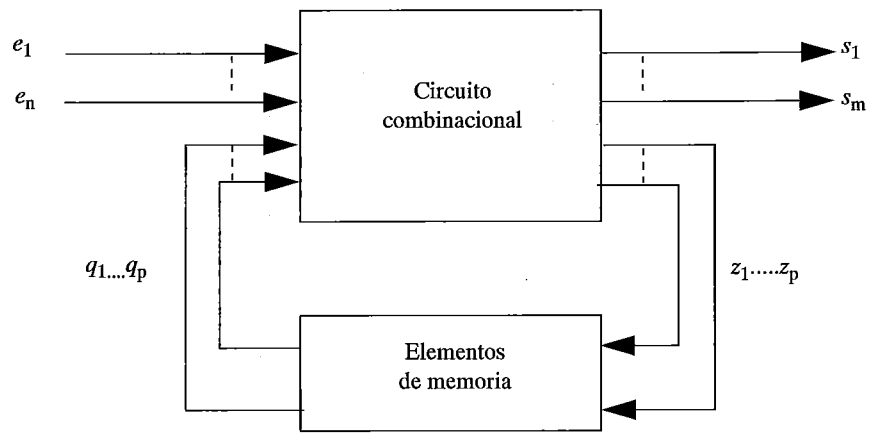 e1
s1
en
sm
Circuito
combinacional
q1....qp
z1.....zp
Elementos
de memoria